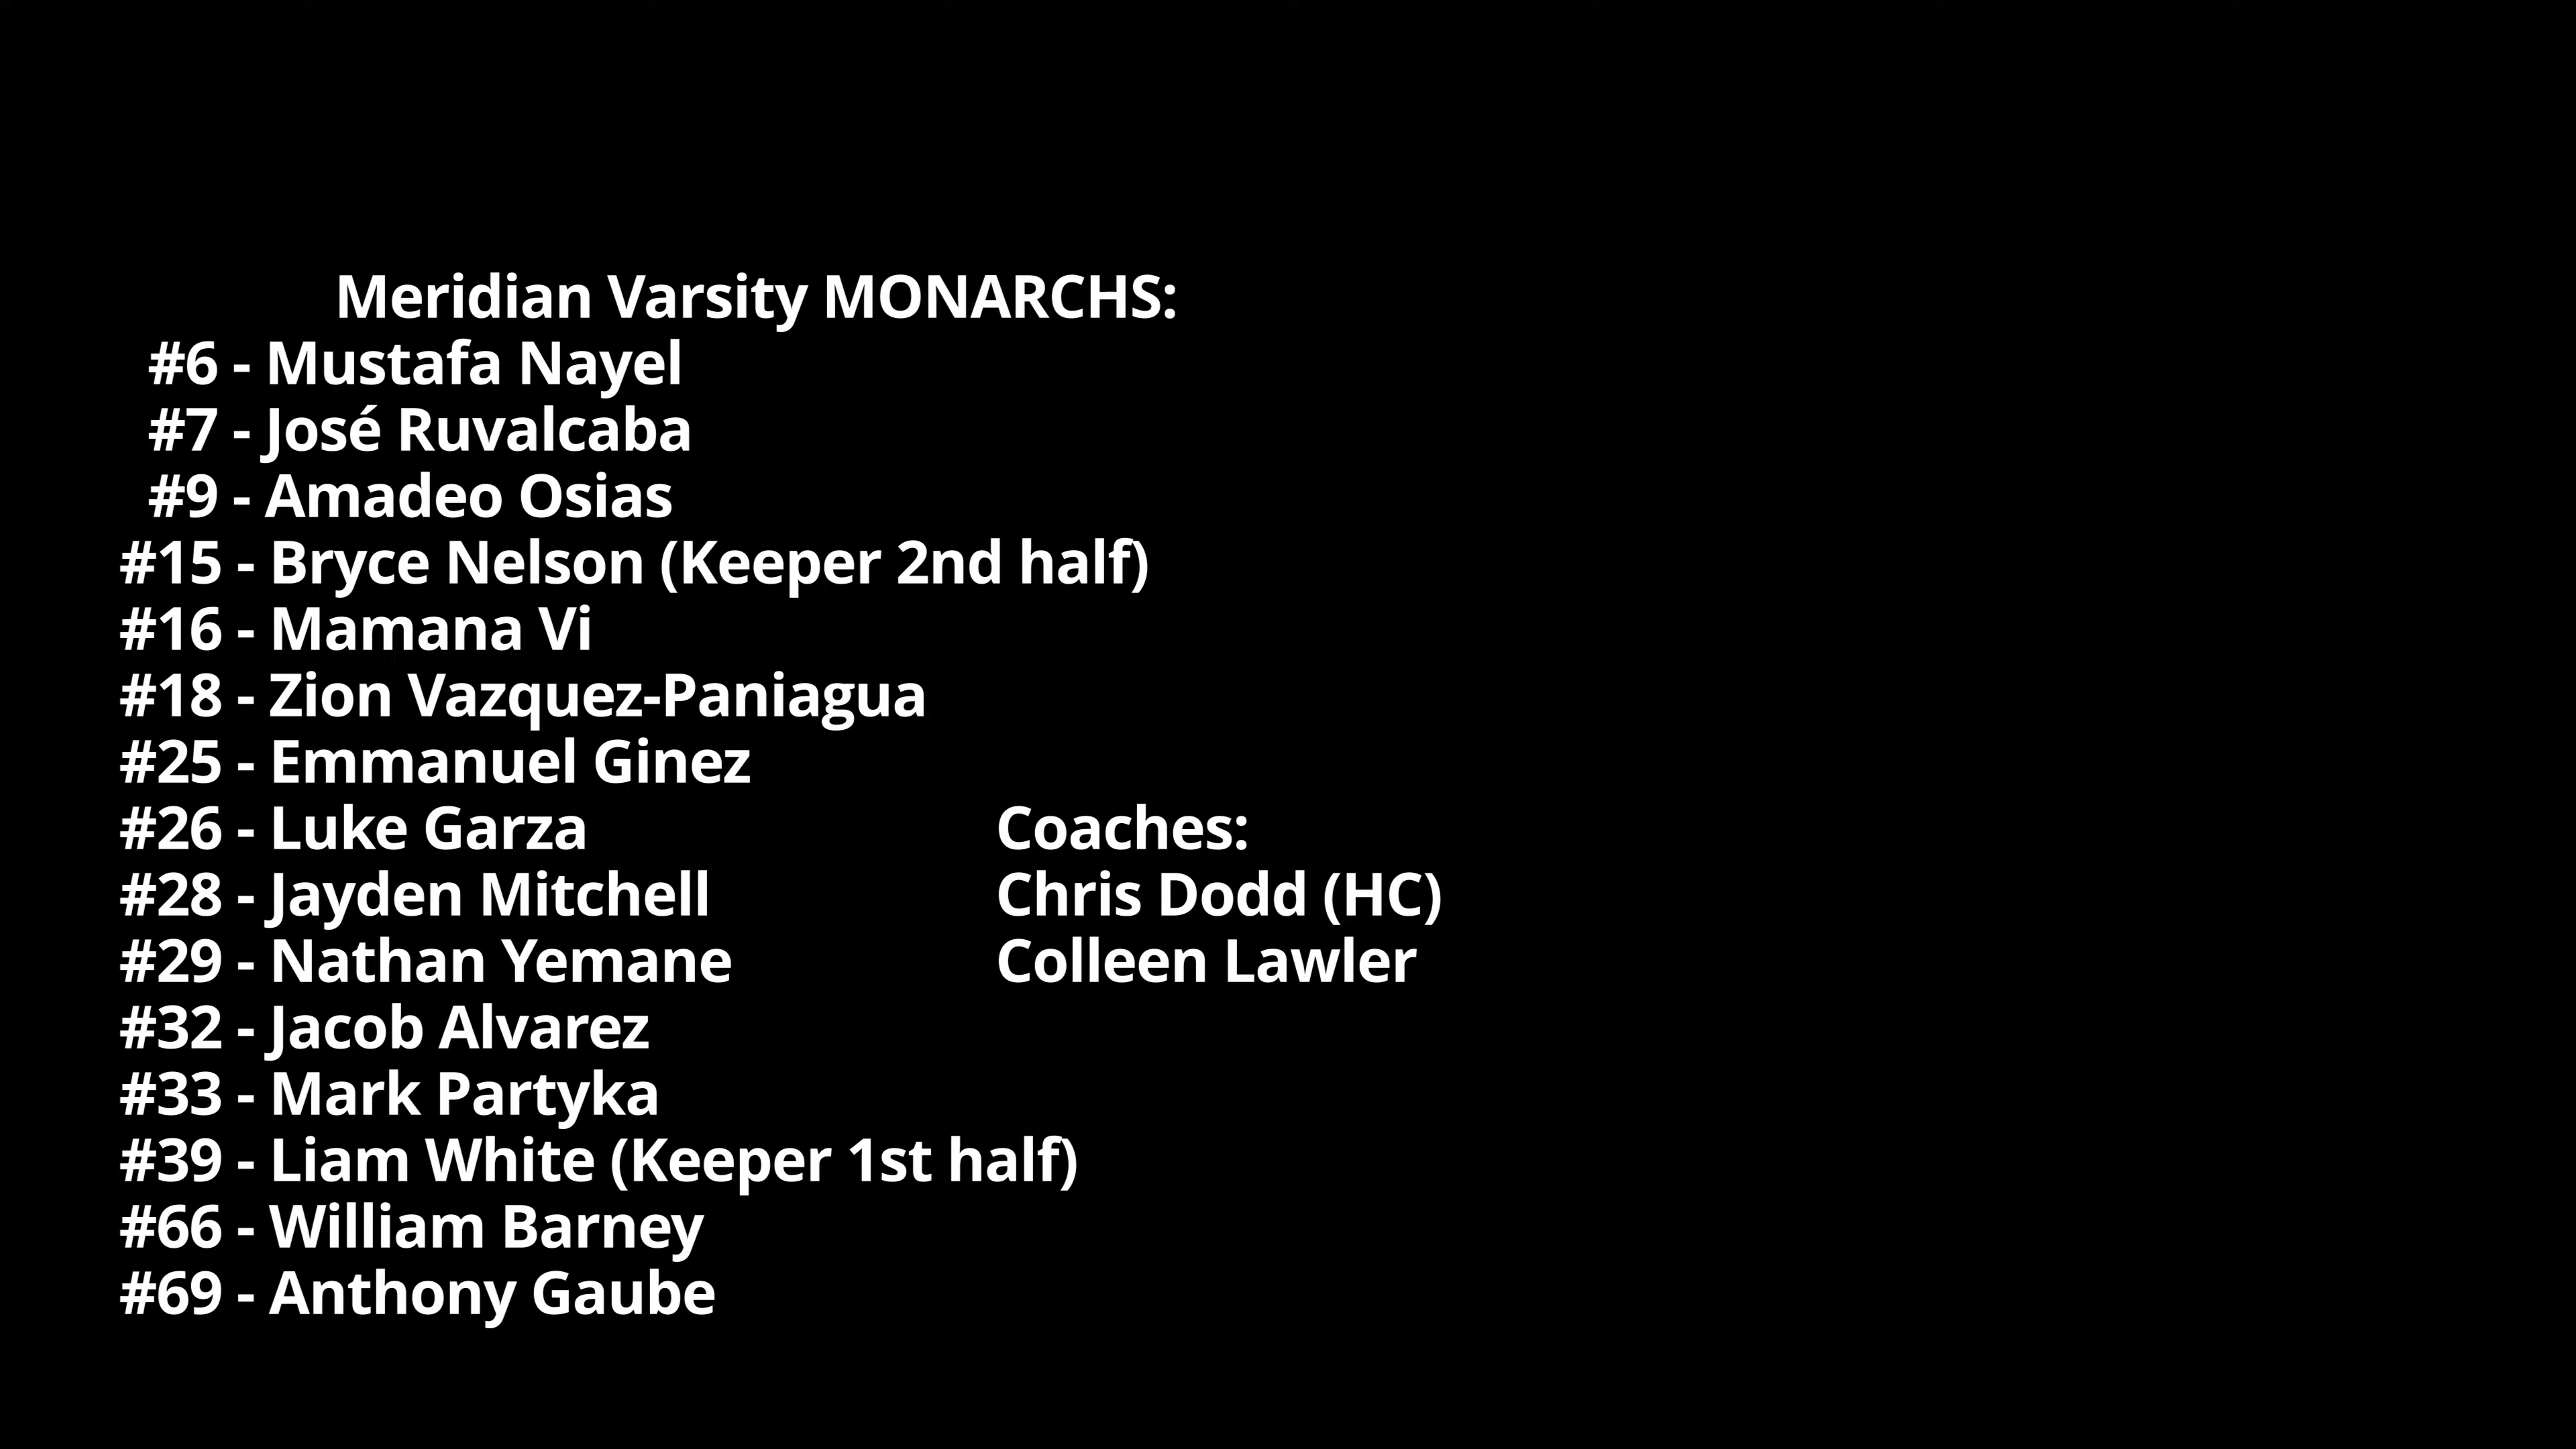 Meridian Varsity MONARCHS:
#6 - Mustafa Nayel
#7 - José Ruvalcaba
#9 - Amadeo Osias
#15 - Bryce Nelson (Keeper 2nd half)
#16 - Mamana Vi
#18 - Zion Vazquez-Paniagua
#25 - Emmanuel Ginez
#26 - Luke Garza
#28 - Jayden Mitchell
#29 - Nathan Yemane
#32 - Jacob Alvarez
#33 - Mark Partyka
#39 - Liam White (Keeper 1st half)
#66 - William Barney
#69 - Anthony Gaube
Coaches:
Chris Dodd (HC)
Colleen Lawler